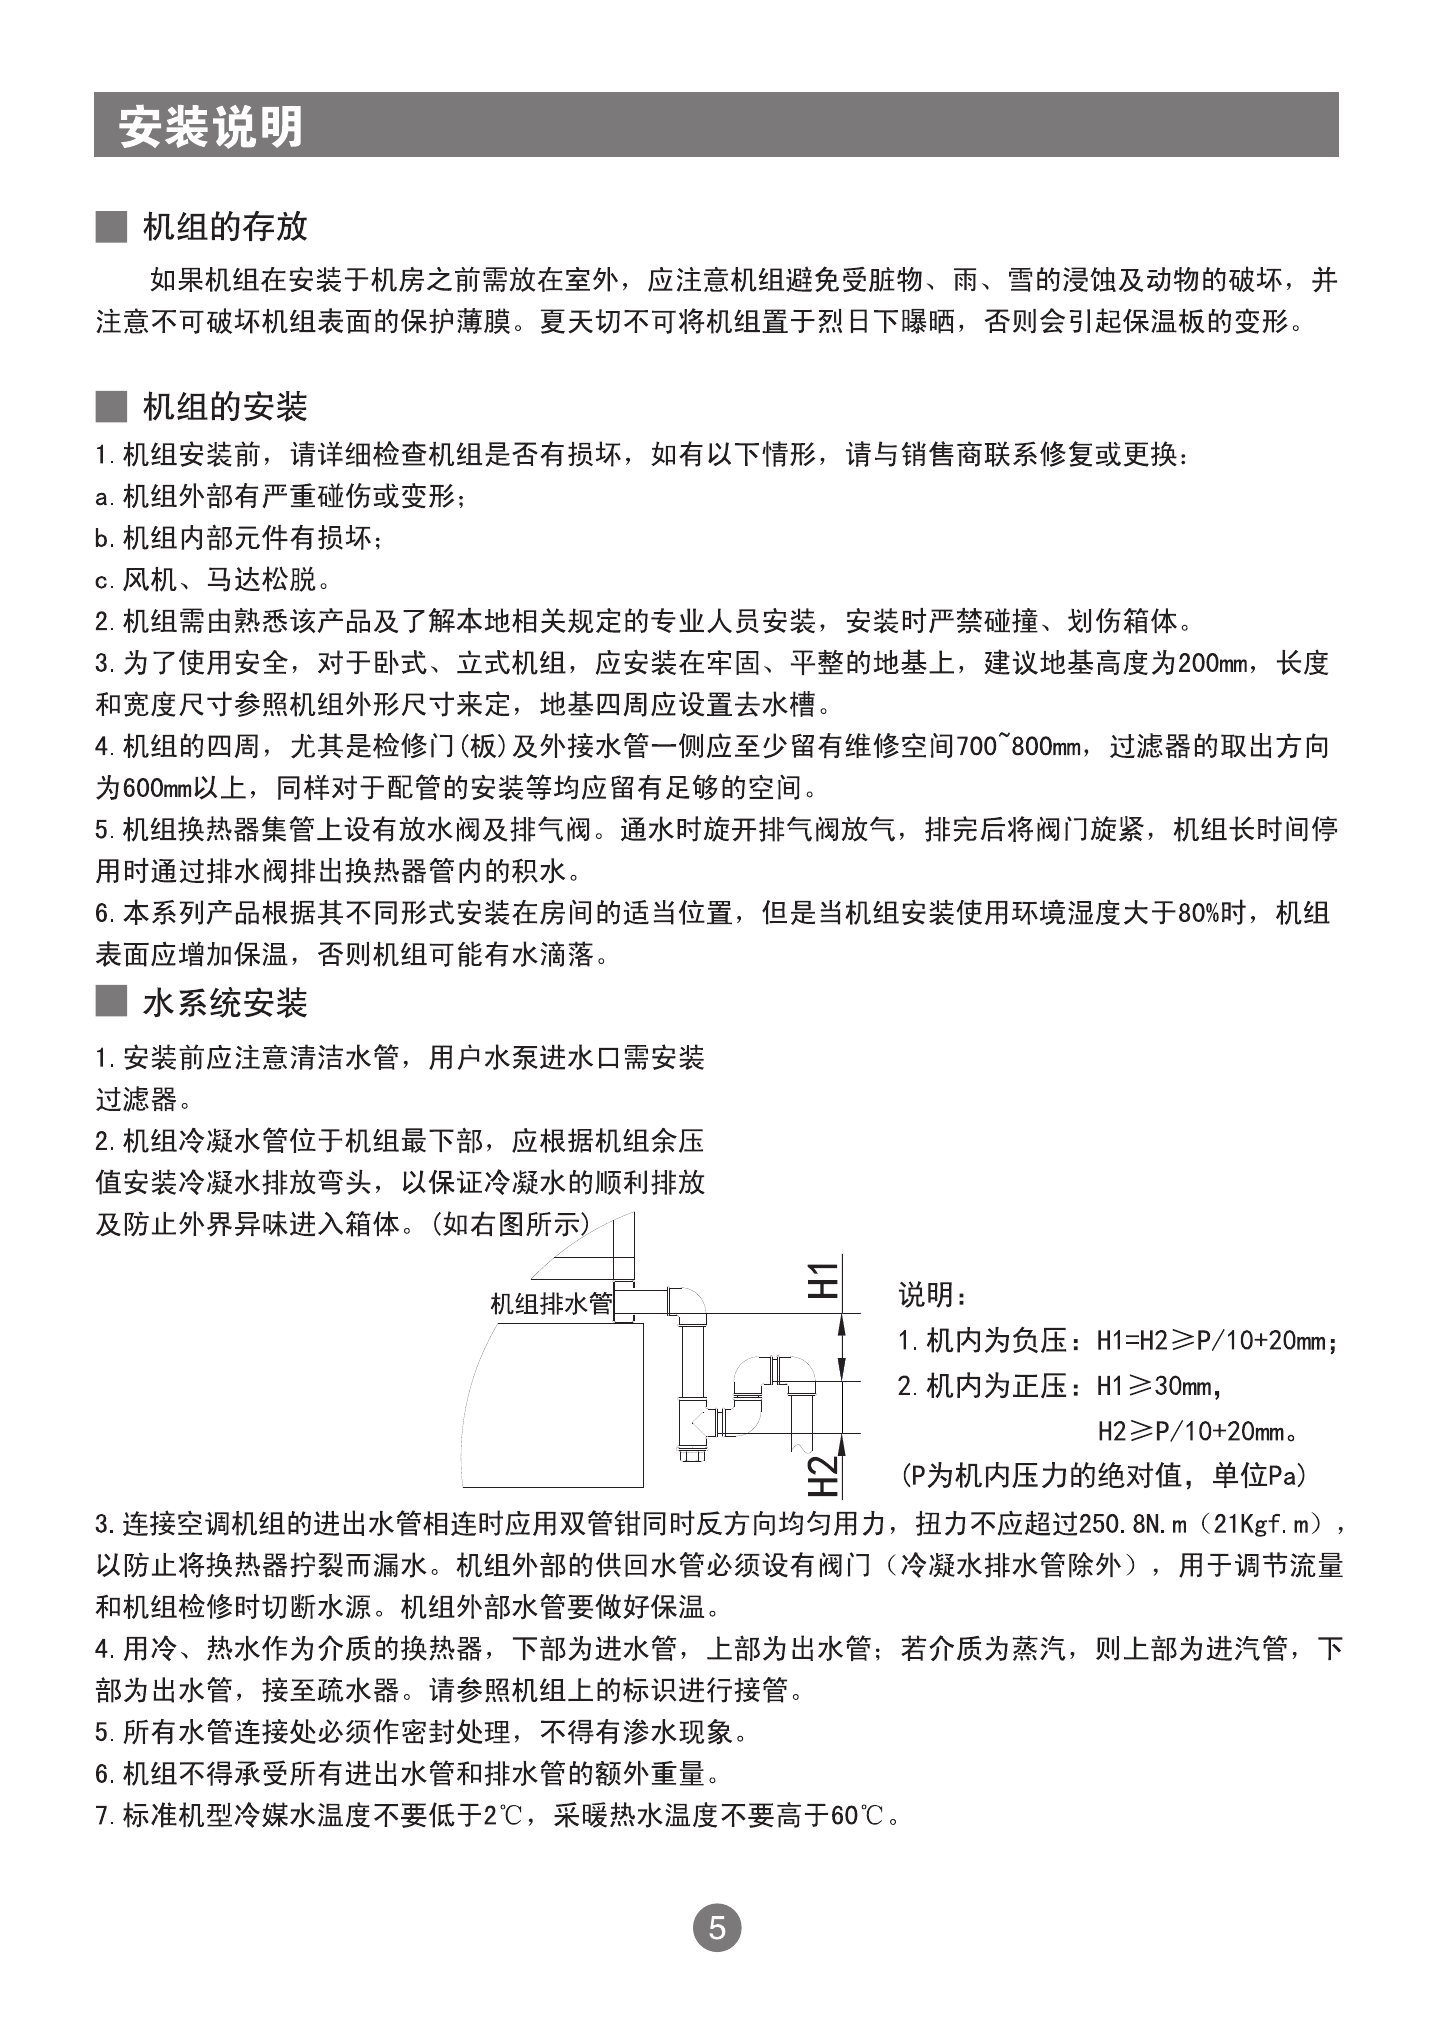 安装说明
机组的存放
如果机组在安装于机房之前需放在室外，应注意机组避免受脏物、雨、雪的浸蚀及动物的破坏，并
注意不可破坏机组表面的保护薄膜。夏天切不可将机组置于烈日下曝晒，否则会引起保温板的变形。
机组的安装
1.机组安装前，请详细检查机组是否有损坏，如有以下情形，请与销售商联系修复或更换：
a.机组外部有严重碰伤或变形；
b.机组内部元件有损坏；
c.风机、马达松脱。
2.机组需由熟悉该产品及了解本地相关规定的专业人员安装，安装时严禁碰撞、划伤箱体。
3.为了使用安全，对于卧式、立式机组，应安装在牢固、平整的地基上，建议地基高度为200mm，长度
和宽度尺寸参照机组外形尺寸来定，地基四周应设置去水槽。
4.机组的四周，尤其是检修门(板)及外接水管一侧应至少留有维修空间700~800mm，过滤器的取出方向
为600mm以上，同样对于配管的安装等均应留有足够的空间。
5.机组换热器集管上设有放水阀及排气阀。通水时旋开排气阀放气，排完后将阀门旋紧，机组长时间停
用时通过排水阀排出换热器管内的积水。
6.本系列产品根据其不同形式安装在房间的适当位置，但是当机组安装使用环境湿度大于80%时，机组
表面应增加保温，否则机组可能有水滴落。
水系统安装
1.安装前应注意清洁水管，用户水泵进水口需安装
过滤器。
2.机组冷凝水管位于机组最下部，应根据机组余压
值安装冷凝水排放弯头，以保证冷凝水的顺利排放
及防止外界异味进入箱体。(如右图所示)
机组排水管
H1
H2
说明：
1.机内为负压：H1=H2≥P/10+20mm；
2.机内为正压：H1≥30mm，
H2≥P/10+20mm。
(P为机内压力的绝对值，单位Pa)
3.连接空调机组的进出水管相连时应用双管钳同时反方向均匀用力，扭力不应超过250.8N.m（21Kgf.m），
以防止将换热器拧裂而漏水。机组外部的供回水管必须设有阀门（冷凝水排水管除外），用于调节流量
和机组检修时切断水源。机组外部水管要做好保温。
4.用冷、热水作为介质的换热器，下部为进水管，上部为出水管；若介质为蒸汽，则上部为进汽管，下
部为出水管，接至疏水器。请参照机组上的标识进行接管。
5.所有水管连接处必须作密封处理，不得有渗水现象。
6.机组不得承受所有进出水管和排水管的额外重量。
7.标准机型冷媒水温度不要低于2℃，采暖热水温度不要高于60℃。
5